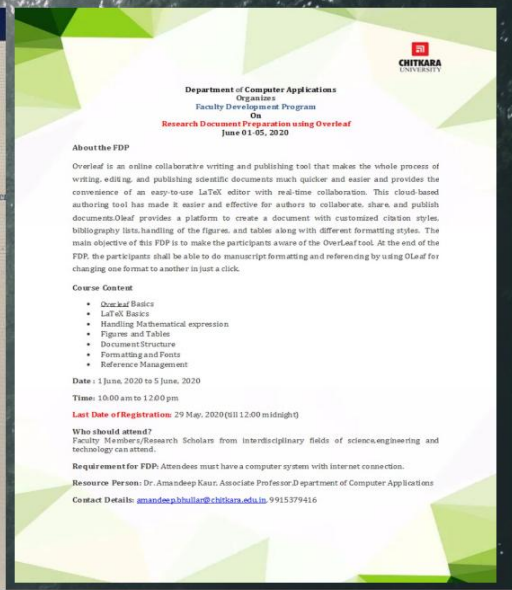 CHITKARA
UNIVERSITY
Department of Computer Applications
Organizes
Faculty Development Program
On
Research Document Preparation using Overleaf
June 01-05, 2020
About the FDP
Overleaf is an online collaborative writing and publishing tool that makes the whole process of
writing, editing, and publishing scientific documents much quicker and easier and provides the
convenience of an easy-to-use LaTeX editor with real-time collaboration. This cloud-based
authoring tool has made it easier and effective for authors to collaborate, share, and publish
documents.Oleaf provides a platform to create a document with customized citation styles,
bibliography lists, handling of the figures, and tables along with different formatting styles. The
main objective of this FDP is to make the participants aware of the OverLeaf tool. At the end of the
FDP, the participants shall be able to do manuscript formatting and referencing by using OLeaf for
changing one format to another in just a click.
Course Content
• Overleaf Basics
• LaTeX Basics
• Handling Mathematical expression
• Figures and Tables
• Document Structure
• Formatting and Fonts
• Reference Management
Date : 1 June, 2020 to 5 June, 2020
Time: 10:00 am to 12:00 pm
Last Date of Registration: 29 May, 2020(till 12:00 midnight)
Who should attend?
Faculty Members/Research Scholars from interdisciplinary fields of science,engineering and
technology can attend.
Requirement for FDP: Attendees must have a computer system with internet connection.
Resource Person: Dr. Amandeep Kaur, Associate Professor.Department of Computer Applications
Contact Details: amandeep.bhullar@chitkara.edu.in, 9915379416